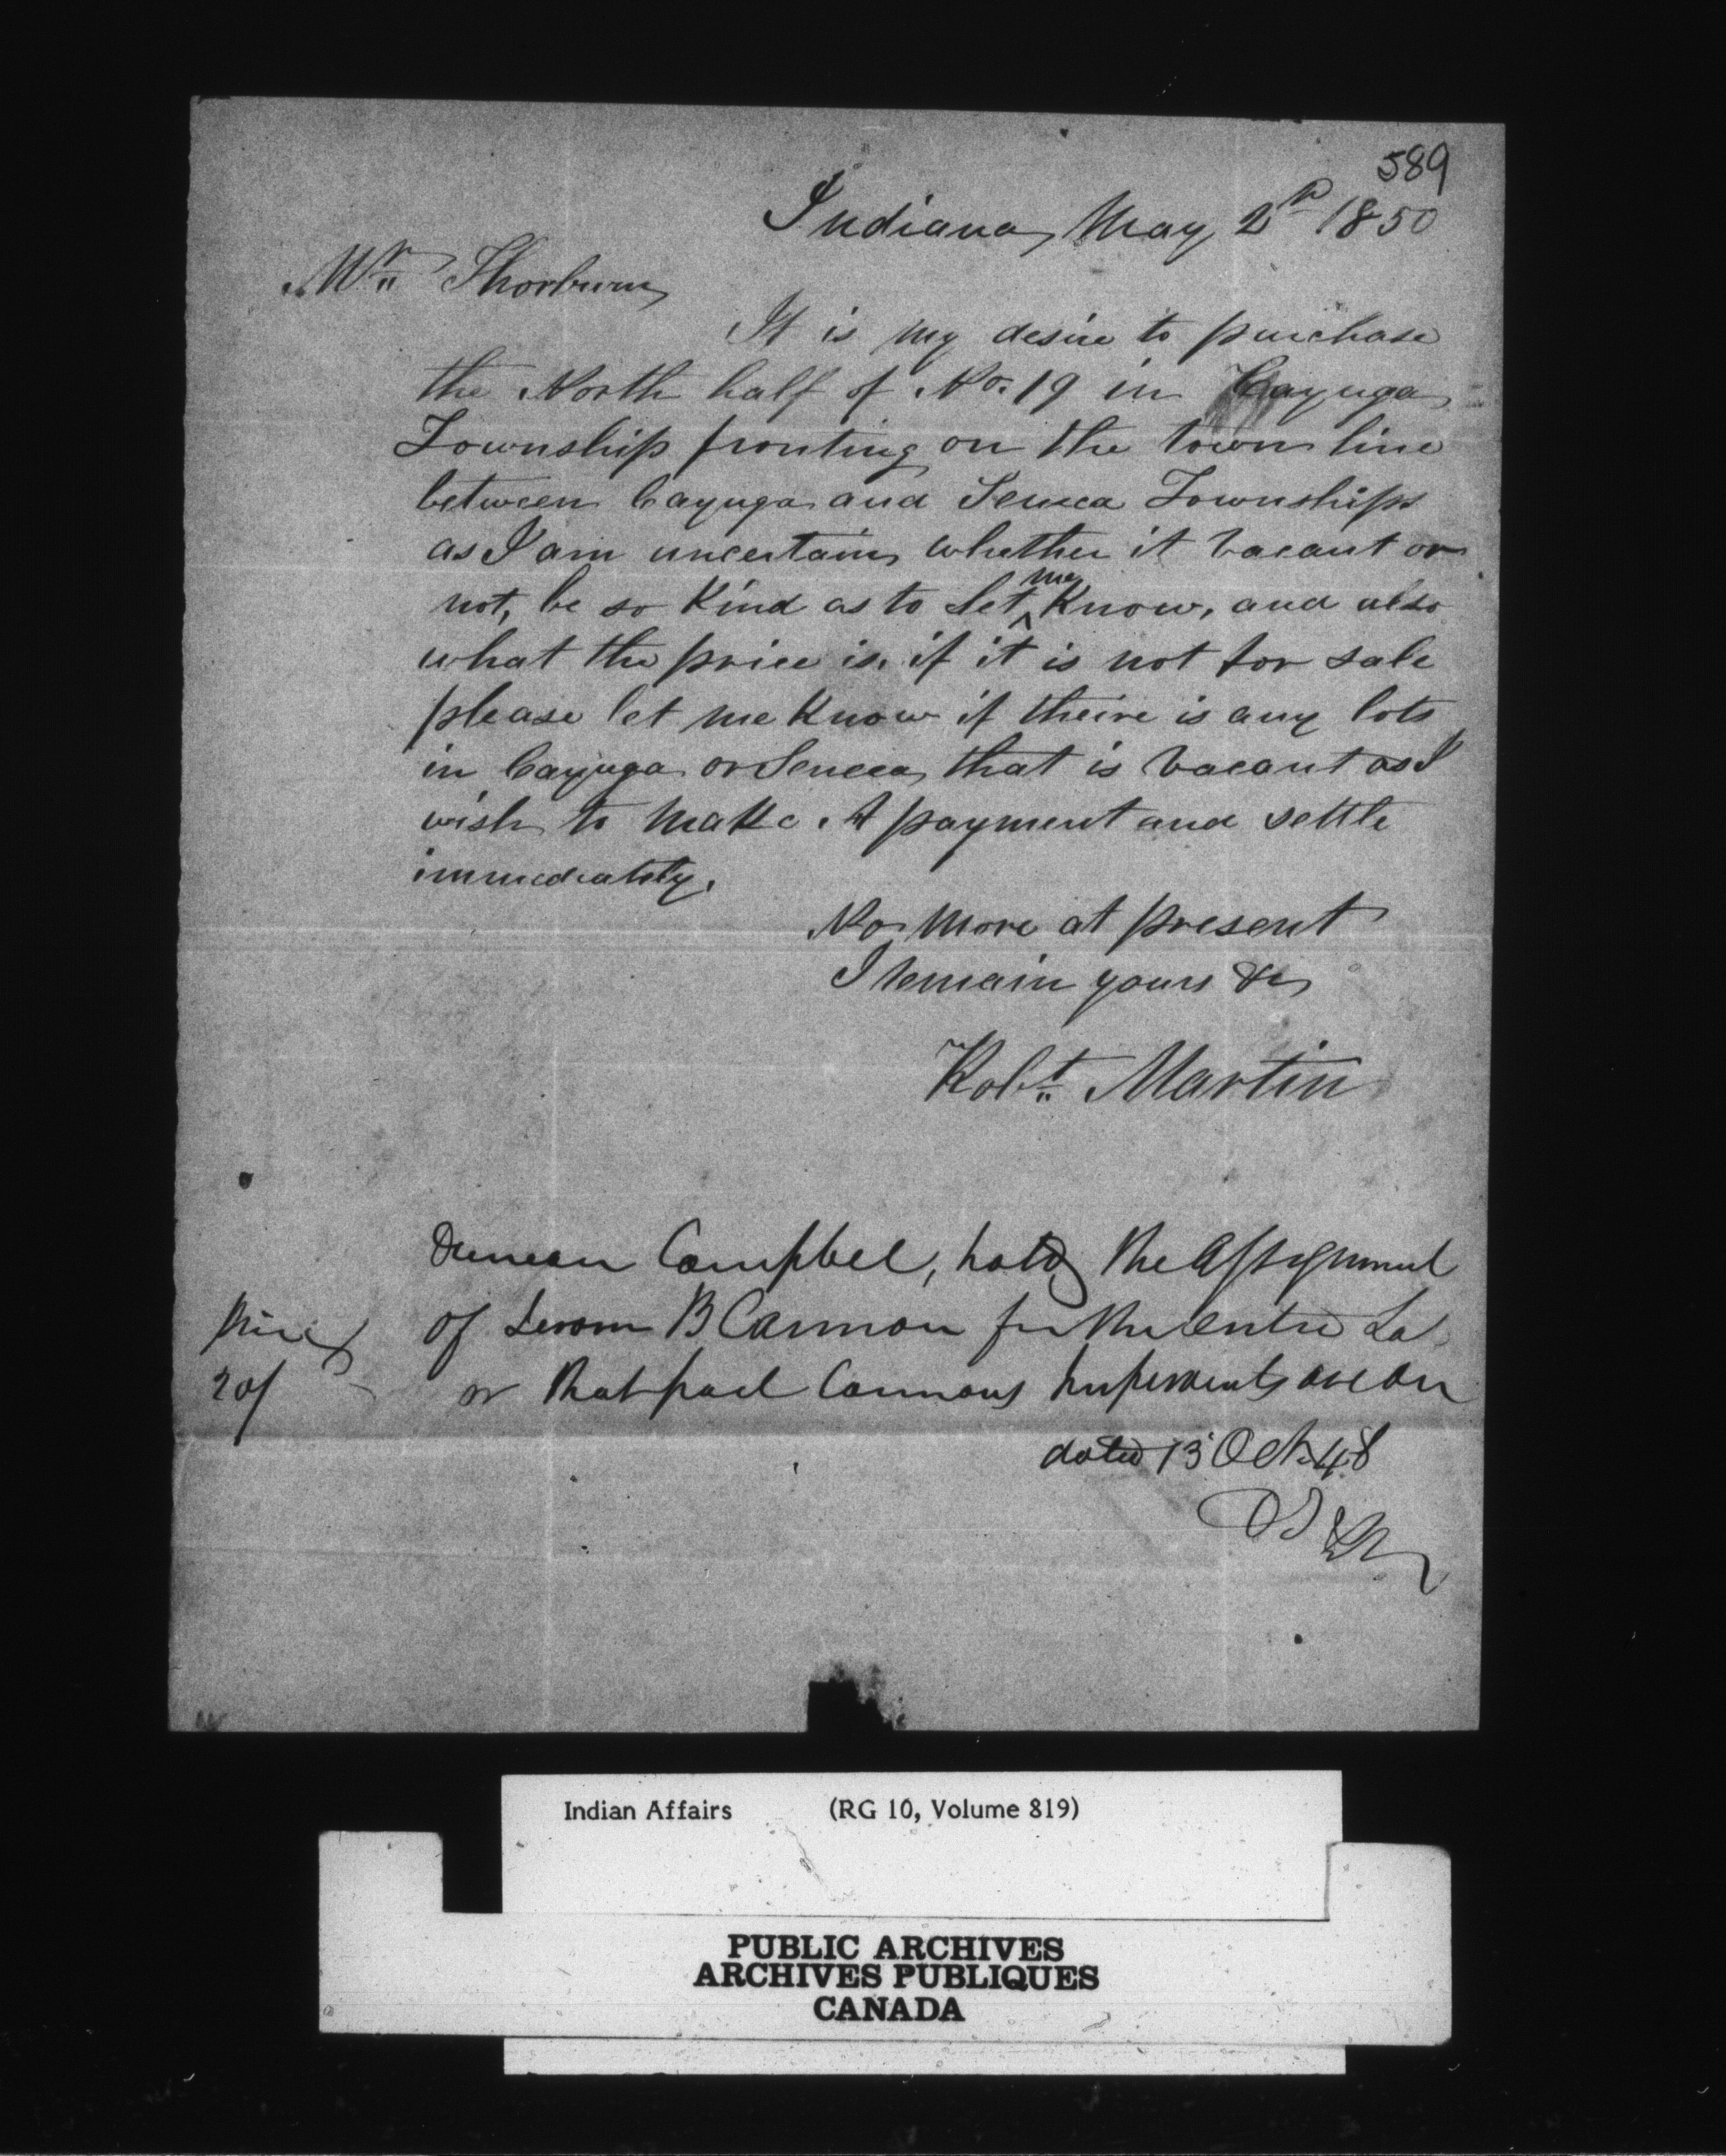 589
Indiana May 2d 1850
Mr Thorburn
It is my desire to purchase
the North half of No. 19 in Cayuga
Township fronting on the town line
between Cayuga and Seneca Townships
as I am uncertain whether it vacant or
not, be so kind as to let me know, and also
what the price is. if it is not for sale
please let me know if theire is any lots
in Cayuga or Seneca that is vacant as I
wish to make A payment and settle
immediately.
No more at present
I remain yours &c
Robt Martin
Duncan Campbel, holds the Assignment
of B Cannon for the entire Lot
Price 20/
or that part Cannons Improvements are on
dated 13 Oct 48
Indian Affairs (RG 10, Volume 819)
PUBLIC ARCHIVES
ARCHIVES PUBLIQUES
CANADA